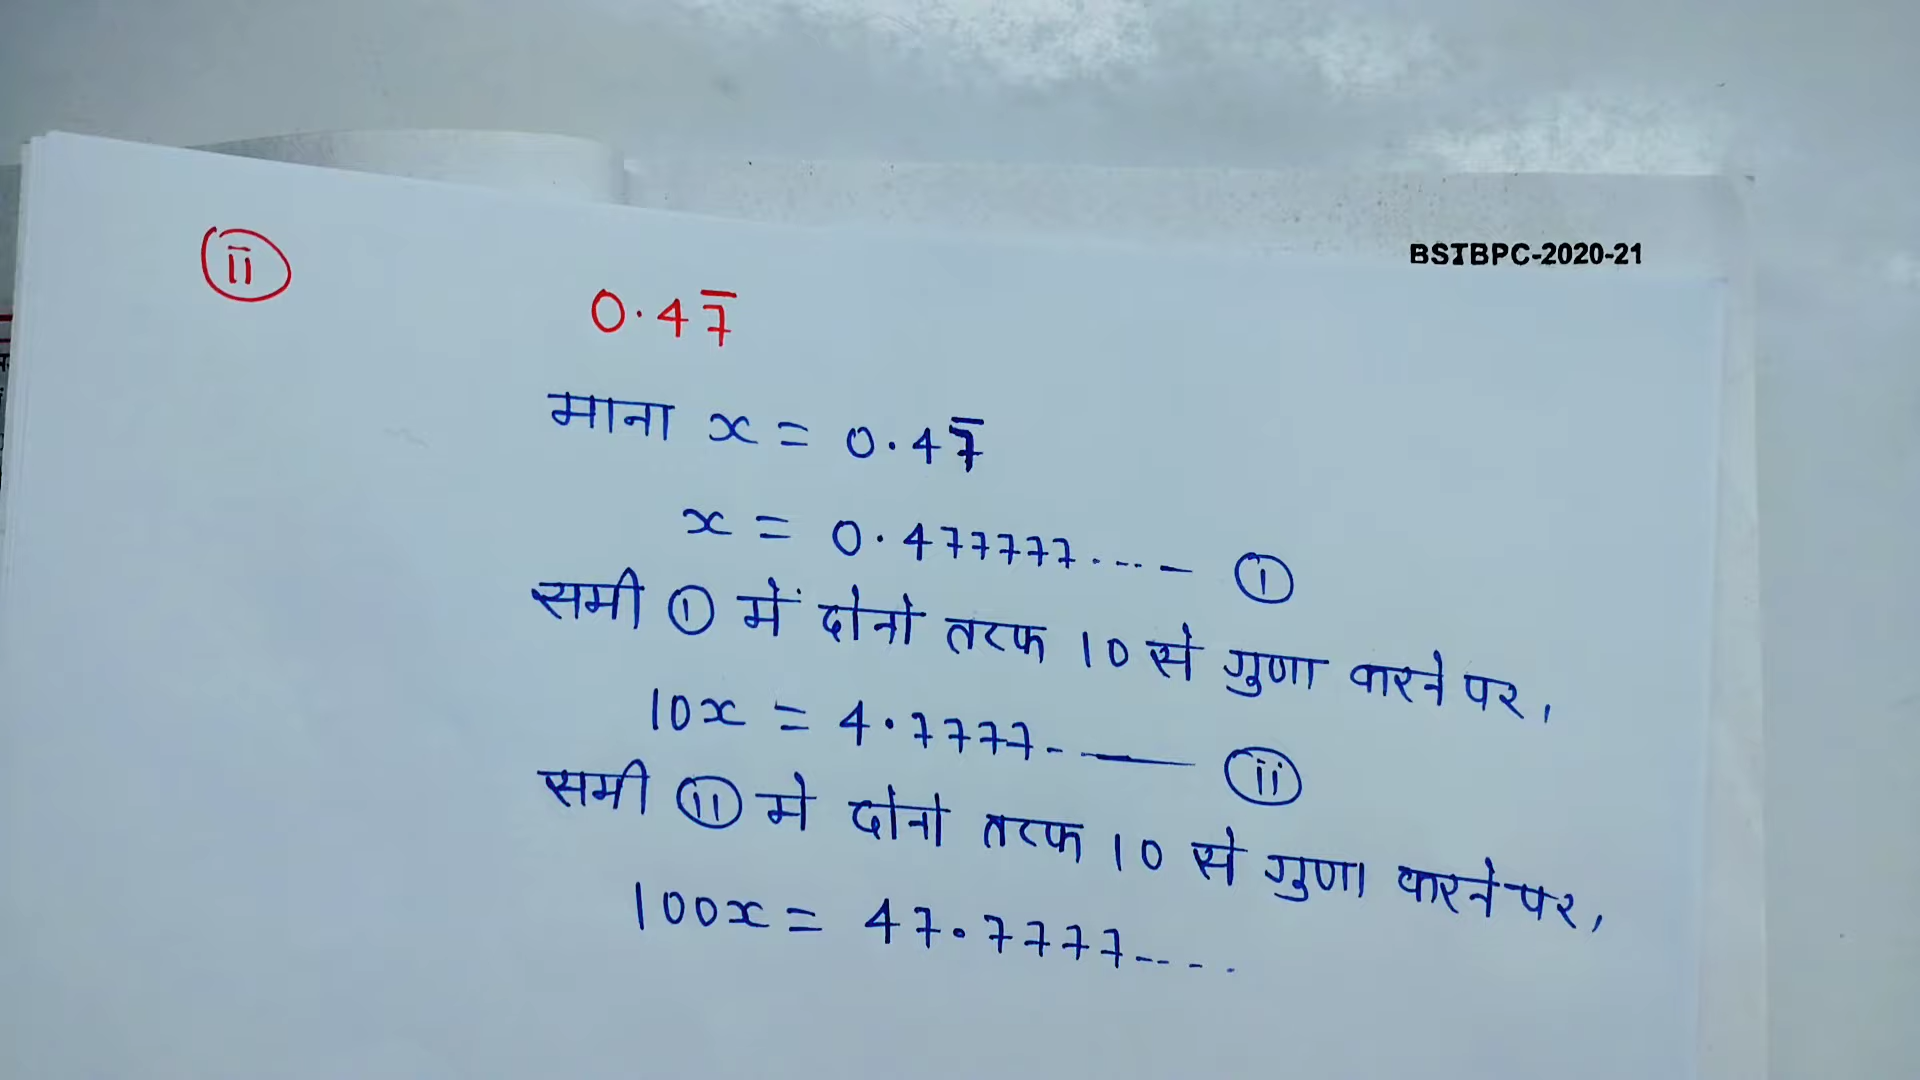 BSTBPC-2020-21
ii
0.47̅
माना x = 0.47̅
x = 0.477777.... — i
समी i में दोनो तरफ 10 से गुणा करने पर,
10x = 4.7777- — ii
समी ii मे दोनो तरफ 10 से गुणा करने पर,
100x = 47.7777----